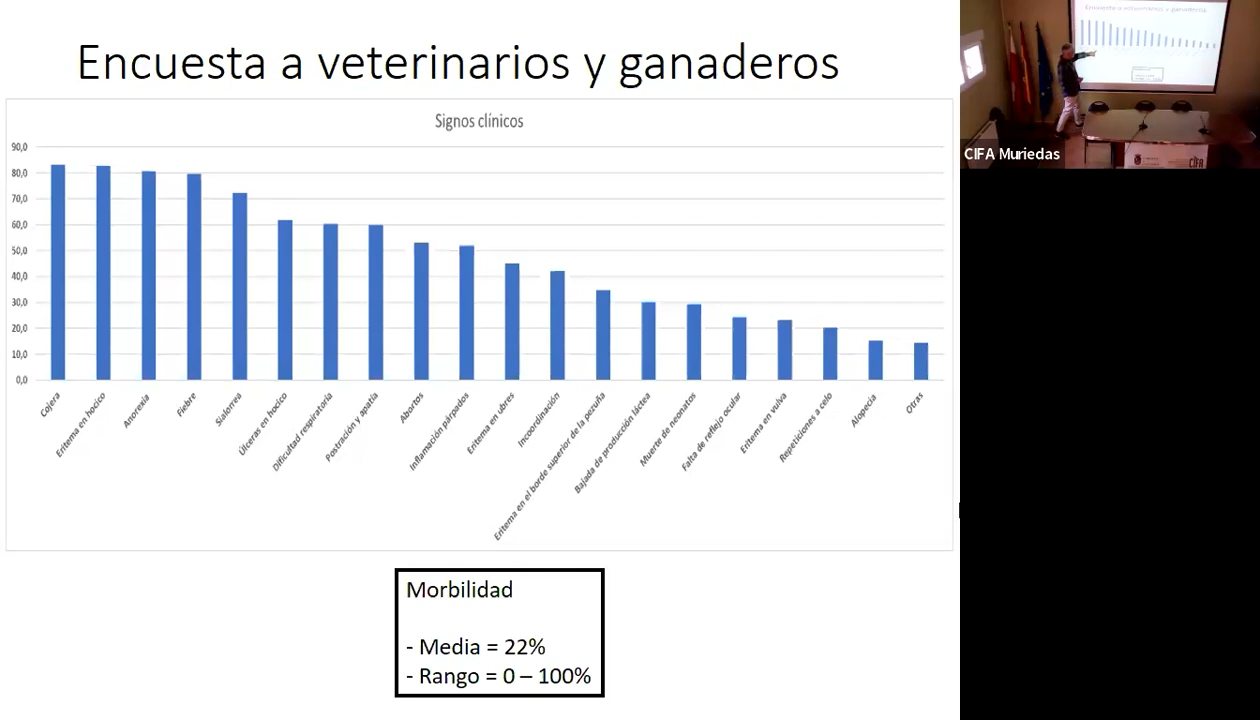 Encuesta a veterinarios y ganaderos
Signos clínicos
90,0
80,0
70,0
60,0
50,0
40,0
30,0
20,0
10,0
0,0
Cojera
Eritema en hocico
Anorexia
Fiebre
Sialorrea
Úlceras en hocico
Dificultad respiratoria
Postración y apatía
Abortos
Inflamación párpados
Eritema en ubres
Incoordinación
Eritema en el borde superior de la pezuña
Bajada de producción láctea
Muerte de neonatos
Falta de reflejo ocular
Eritema en vulva
Repeticiones a celo
Alopecia
Otras
Morbilidad
- Media = 22%
- Rango = 0 – 100%
Encuesta a veterinarios y ganaderos
CIFA Muriedas
CIFA